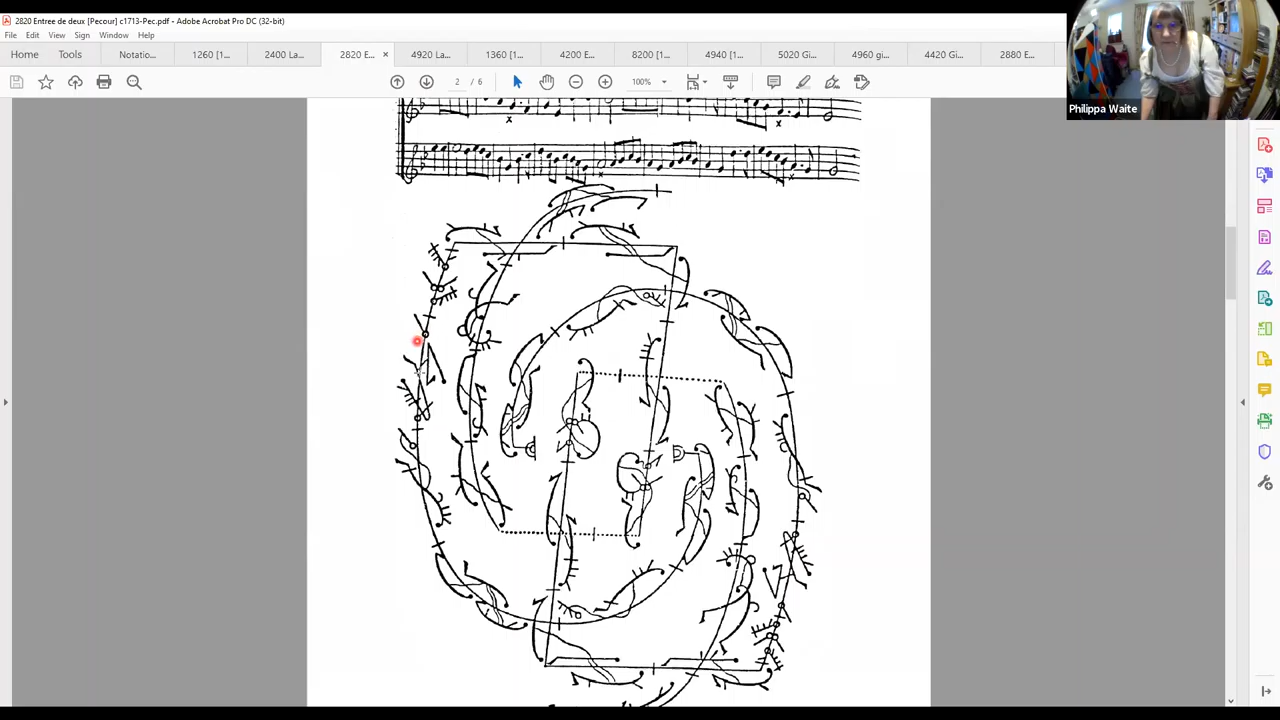 2820 Entree de deux [Pecour] c1713-Pec.pdf - Adobe Acrobat Pro DC (32-bit)
File Edit View Sign Window Help
Home Tools Notatio... 1260 [1... 2400 La... 2820 E... × 4920 La... 1360 [1... 4200 E... 8200 [1... 4940 [1... 5020 Gi... 4960 gi... 4420 Gi... 2880 E...
2 / 6 100%
Philippa Waite